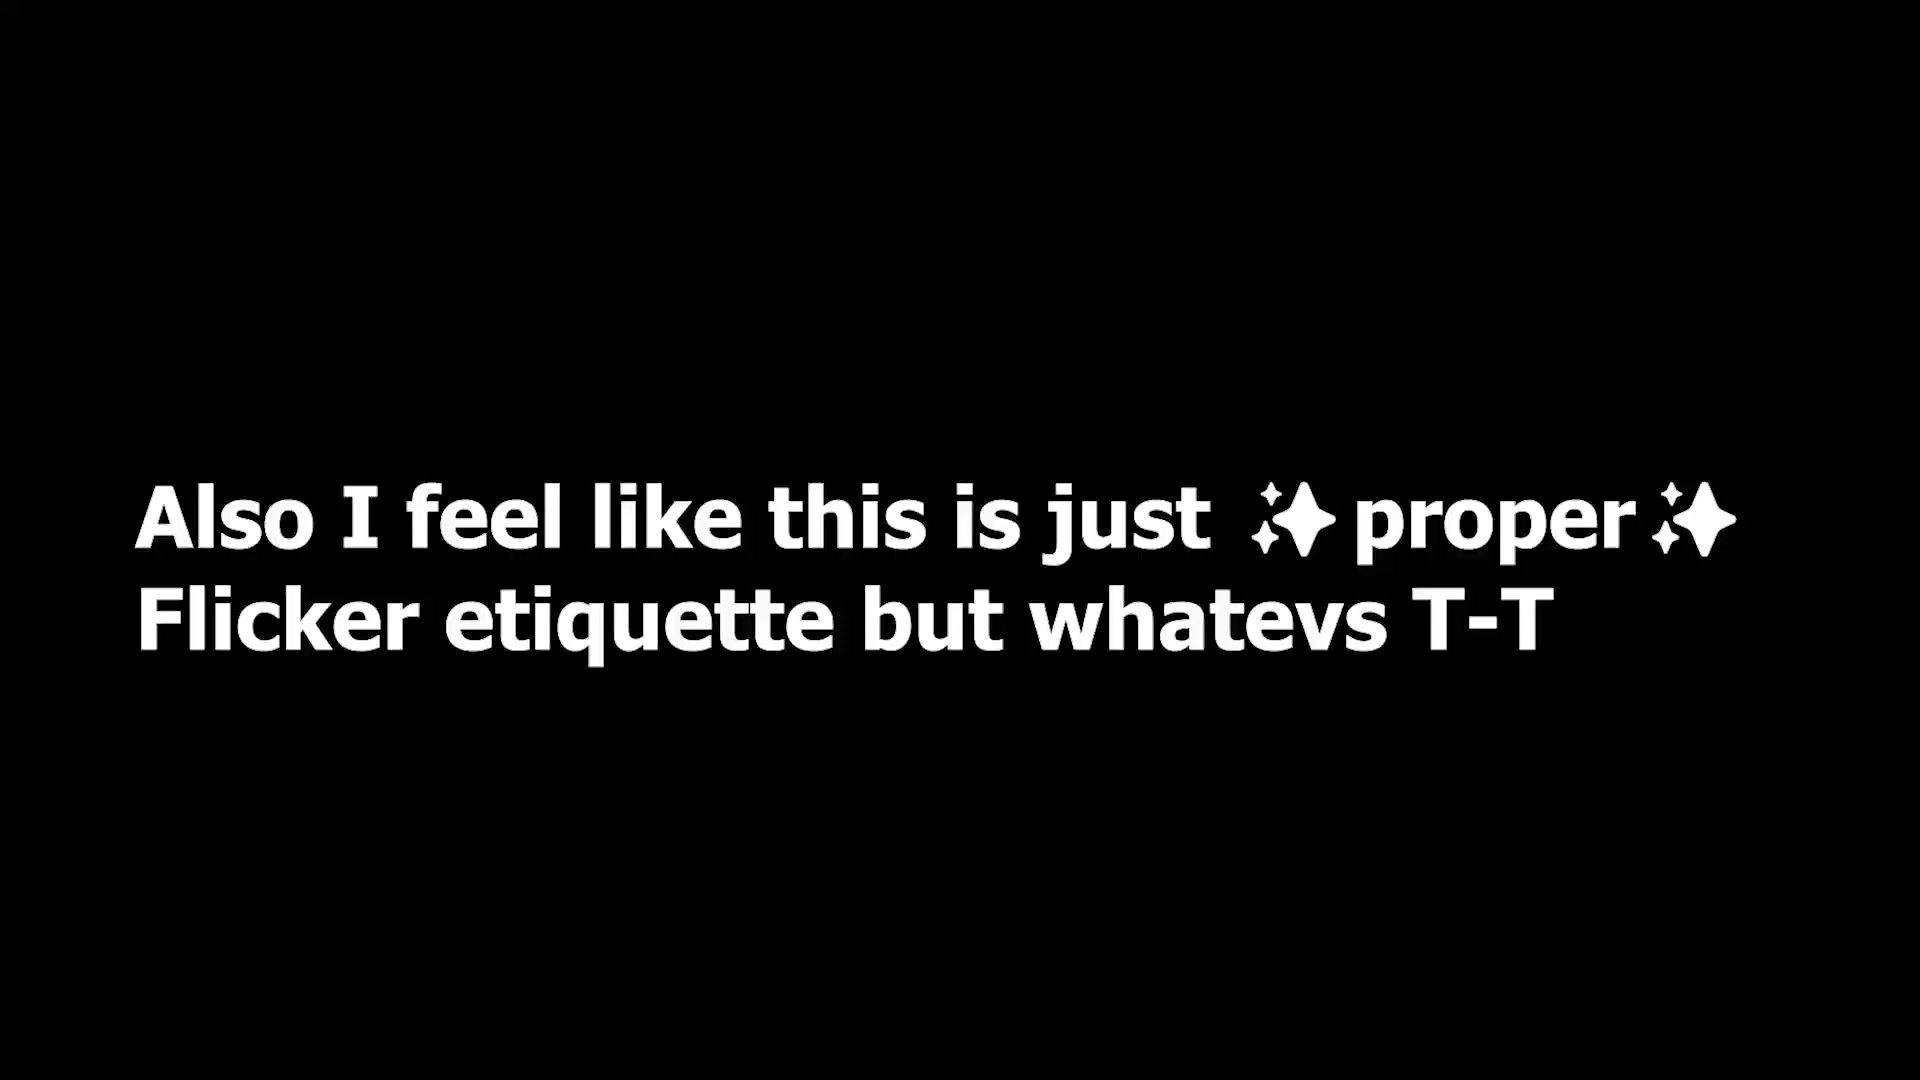 Also I feel like this is just ✨proper✨
Flicker etiquette but whatevs T-T